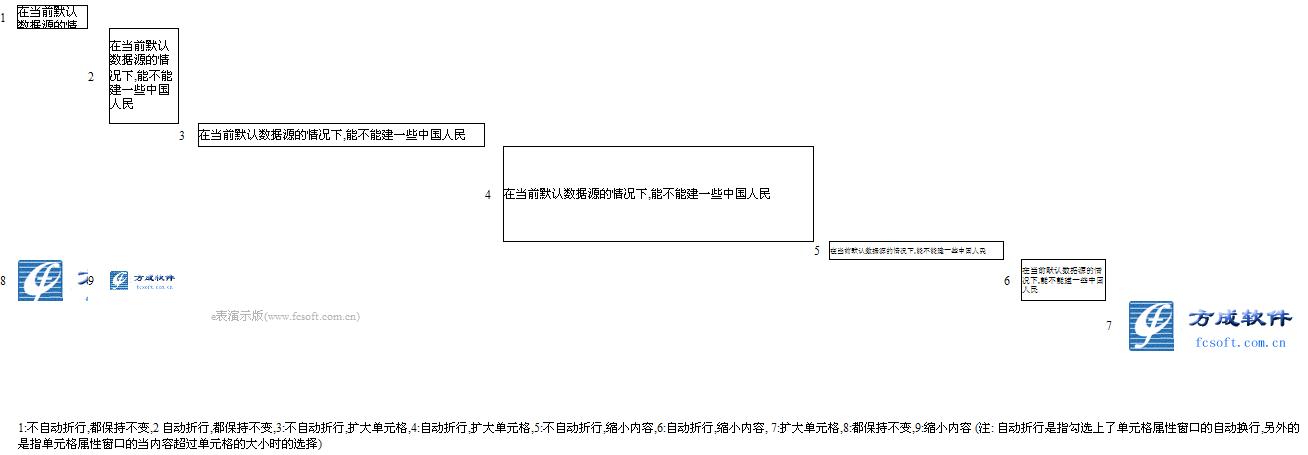 1
在当前默认
数据源的情
2
在当前默认
数据源的情
况下,能不能
建一些中国
人民
3
在当前默认数据源的情况下,能不能建一些中国人民
4
在当前默认数据源的情况下,能不能建一些中国人民
5
在当前默认数据源的情况下,能不能建一些中国人民
6
在当前默认数据源的情
况下,能不能建一些中国
人民
8
9
方成软件
fcsoft.com.cn
e表演示版(www.fcsoft.com.cn)
7
方成软件
fcsoft.com.cn
1:不自动折行,都保持不变,2 自动折行,都保持不变,3:不自动折行,扩大单元格,4:自动折行,扩大单元格,5:不自动折行,缩小内容,6:自动折行,缩小内容, 7:扩大单元格,8:都保持不变,9:缩小内容 (注: 自动折行是指勾选上了单元格属性窗口的自动换行,另外的
是指单元格属性窗口的当内容超过单元格的大小时的选择)